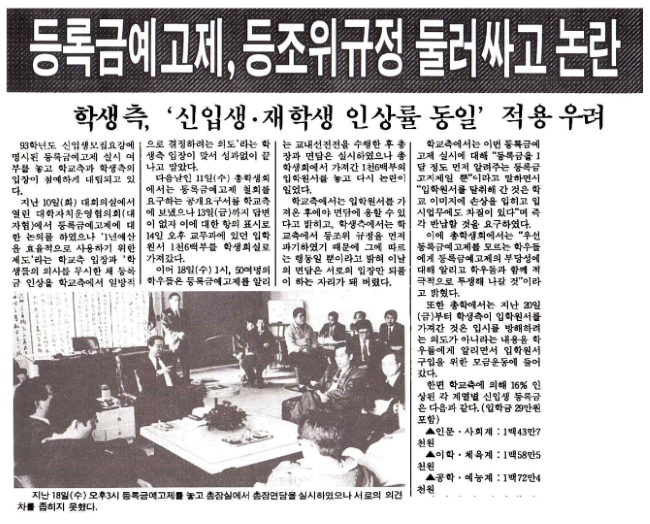 등록금예고제, 등조위규정 둘러싸고 논란
학생측, ‘신입생·재학생 인상률 동일’ 적용 우려
93학년도 신입생모집요강에
명시된 등록금예고제 실시 여
부를 놓고 학교측과 학생측의
입장이 첨예하게 대립되고 있
다.
지난 10일(화) 대회의실에서
열린 대학자치운영협의회(대
자협)에서 등록금예고제에 대
한 논의를 하였으나 '1년예산
을 효율적으로 사용하기 위한
제도'라는 학교측 입장과 '학
생들의 의사를 무시한 채 등록
금 인상을 학교측에서 일방적
으로 결정하려는 의도'라는 학
생측 입장이 맞서 성과없이 끝
나고 말았다.
다음날인 11일(수) 총학생회
에서는 등록금예고제 철회를
요구하는 공개요구서를 학교측
에 보냈으나 13일(금)까지 답변
이 없자 이에 대한 항의 표시로
14일 오후 교무과에 있던 입학
원서 1천6백부를 학생회실로
가져갔다.
이어 18일(수) 1시, 50여명의
학우들은 등록금예고제를 알리
는 교내선전전을 수행한 후 총
장과 면담은 실시하였으나 총
학생회에서 가져간 1천6백부의
입학원서를 놓고 다시 논란이
일었다.
학교측에서는 입학원서를 가
져온 후에야 면담에 응할 수 있
다고 밝히고, 학생측에서는 학
교측에서 등조위 규정을 먼저
파기하였기 때문에 그에 따르
는 행동일 뿐이라고 밝혀 이날
의 면담은 서로의 입장만 되풀
이 하는 자리가 돼 버렸다.
학교측에서는 이번 등록금예
고제 실시에 대해 "등록금을 1
달 정도 먼저 알려주는 등록금
고지제일 뿐"이라고 말하면서
"입학원서를 탈취해 간 것은 학
교 이미지에 손상을 입히고 입
시업무에도 차질이 있다"며 즉
각 반납할 것을 요구하였다.
이에 총학생회에서는 "우선
등록금예고제를 모르는 학우들
에게 등록금예고제의 부당성에
대해 알리고 학우들과 함께 적
극적으로 투쟁해 나갈 것"이라
고 밝혔다.
또한 총학에서는 지난 20일
(금)부터 학생측이 입학원서를
가져간 것은 입시를 방해하려
는 의도가 아니라는 내용을 학
우들에게 알리면서 입학원서
구입을 위한 모금운동에 들어
갔다.
한편 학교측에 의해 16% 인
상된 각 계열별 신입생 등록금
은 다음과 같다. (입학금 29만원
포함)
▲인문·사회계 : 1백43만7
천원
▲이학·체육계 : 1백58만5
천원
▲공학·예능계 : 1백72만4
천원
지난 18일(수) 오후3시 등록금예고제를 놓고 총장실에서 총장면담을 실시하였으나 서로의 의견
차를 좁히지 못했다.